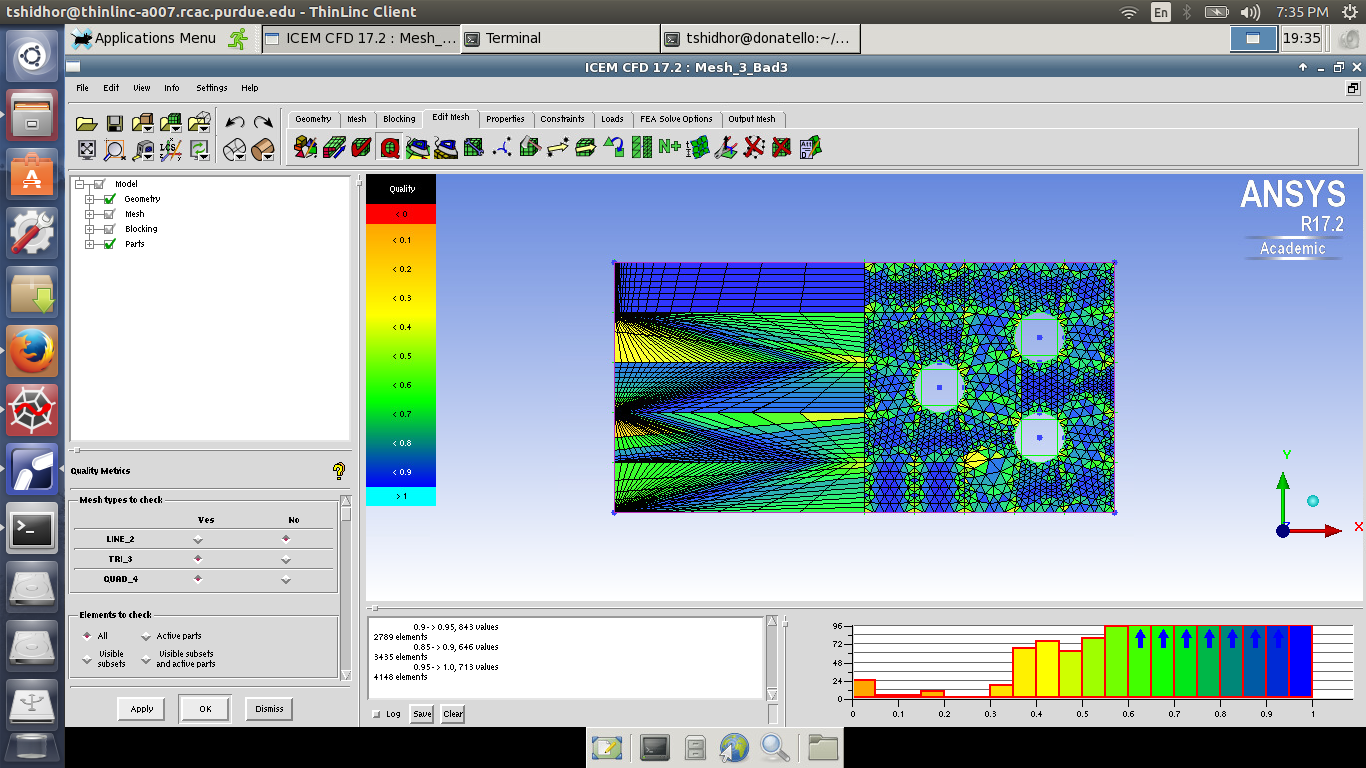 tshidhor@thinlinc-a007.rcac.purdue.edu - ThinLinc Client
En
7:35 PM
Applications Menu
ICEM CFD 17.2 : Mesh_...
Terminal
tshidhor@donatello:~/...
19:35
ICEM CFD 17.2 : Mesh_3_Bad3
File Edit View Info Settings Help
Geometry Mesh Blocking Edit Mesh Properties Constraints Loads FEA Solve Options Output Mesh
LCS
Q
N+
Model
Geometry
Mesh
Blocking
Parts
Quality
< 0
< 0.1
< 0.2
< 0.3
< 0.4
< 0.5
< 0.6
< 0.7
< 0.8
< 0.9
> 1
ANSYS
R17.2
Academic
Y
X
Quality Metrics
?
Mesh types to check
Yes No
LINE_2
TRI_3
QUAD_4
Elements to check
All
Active parts
Visible subsets
Visible subsets and active parts
Apply OK Dismiss
0.9 -> 0.95, 843 values
2789 elements
0.85 -> 0.9, 646 values
3435 elements
0.95 -> 1.0, 713 values
4148 elements
Log Save Clear
96
72
48
24
0
0 0.1 0.2 0.3 0.4 0.5 0.6 0.7 0.8 0.9 1